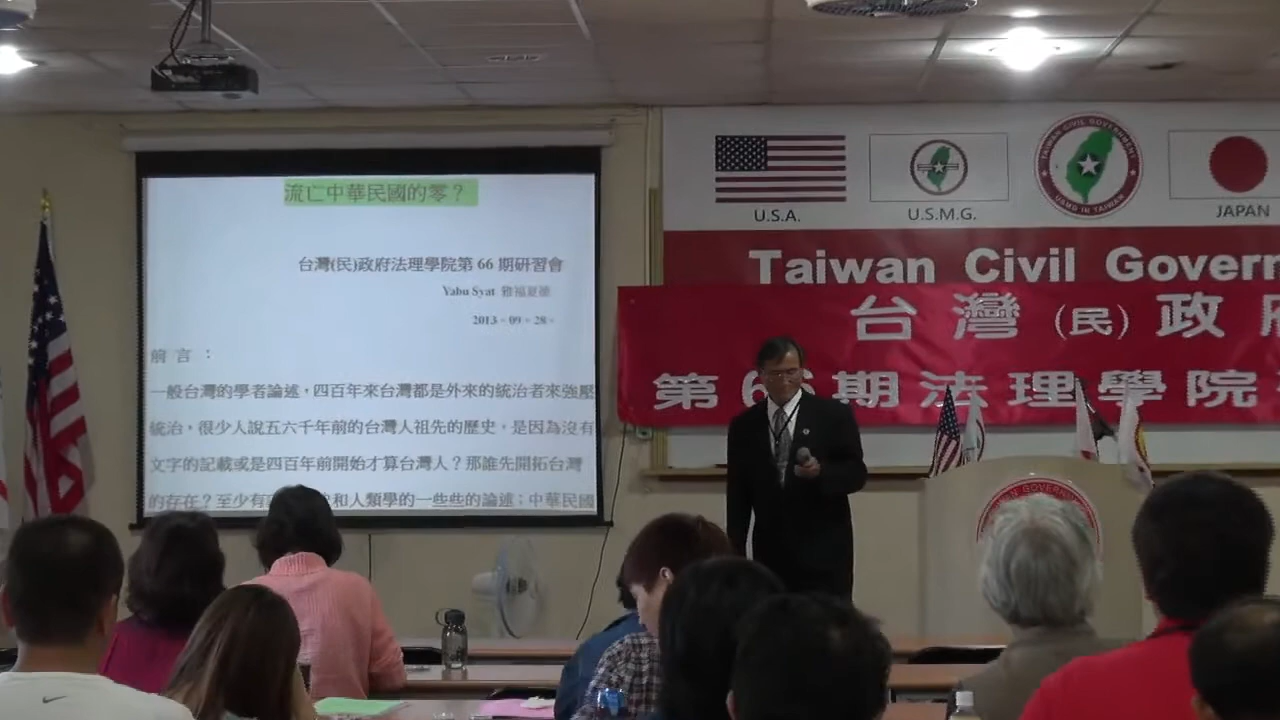 流亡中華民國的零？
台灣(民)政府法理學院第 66 期研習會
Yabu Syat 雅福夏德
2013．09．28．
前 言 ：
一般台灣的學者論述，四百年來台灣都是外來的統治者來強壓
統治，很少人說五六千年前的台灣人祖先的歷史，是因為沒有
文字的記載或是四百年前開始才算台灣人？那誰先開拓台灣
的存在？至少有 和人類學的一些些的論述；中華民國
U.S.A.
U.S.M.G.
TAIWAN CIVIL GOVERNMENT
USMG IN TAIWAN
JAPAN
Taiwan Civil Govern
台灣(民)政府
第66期法理學院